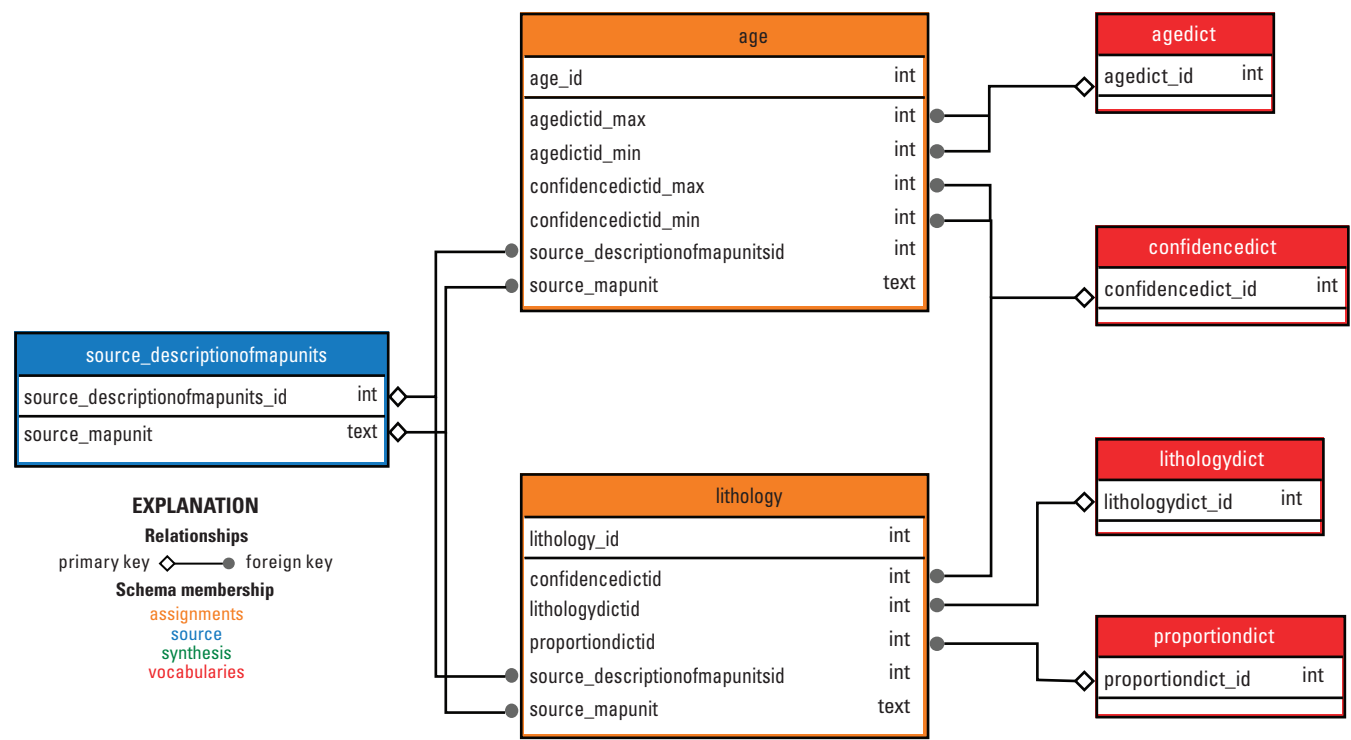 age
age_id int
agedictid_max int
agedictid_min int
confidencedictid_max int
confidencedictid_min int
source_descriptionofmapunitsid int
source_mapunit text
agedict
agedict_id int
confidencedict
confidencedict_id int
source_descriptionofmapunits
source_descriptionofmapunits_id int
source_mapunit text
lithology
lithology_id int
confidencedictid int
lithologydictid int
proportiondictid int
source_descriptionofmapunitsid int
source_mapunit text
lithologydict
lithologydict_id int
proportiondict
proportiondict_id int
EXPLANATION
Relationships
primary key foreign key
Schema membership
assignments
source
synthesis
vocabularies